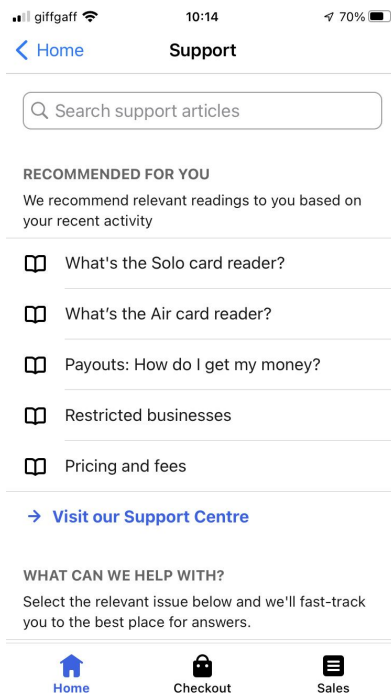 giffgaff 10:14 70%
Home Support
Search support articles
RECOMMENDED FOR YOU
We recommend relevant readings to you based on
your recent activity
What's the Solo card reader?
What’s the Air card reader?
Payouts: How do I get my money?
Restricted businesses
Pricing and fees
Visit our Support Centre
WHAT CAN WE HELP WITH?
Select the relevant issue below and we'll fast-track
you to the best place for answers.
Home Checkout Sales